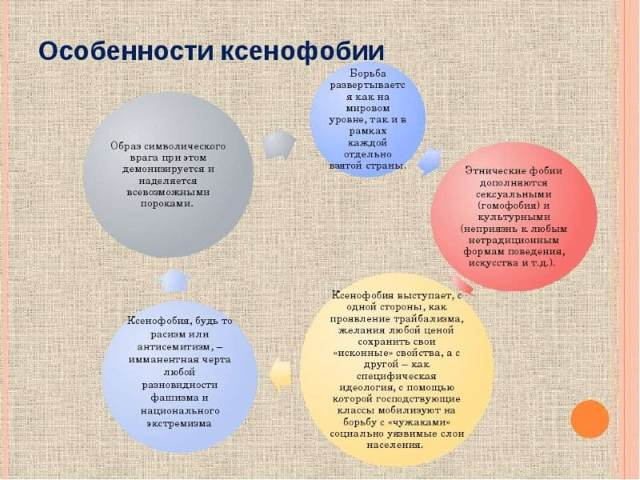 Особенности ксенофобии
Борьба
развертываетс
я как на
мировом
уровне, так и в
рамках
каждой
отдельно
взятой страны.
Этнические фобии
дополняются
сексуальными
(гомофобия) и
культурными
(неприязнь к любым
нетрадиционным
формам поведения,
искусства и т.д.).
Ксенофобия выступает, с
одной стороны, как
проявление трайбализма,
желания любой ценой
сохранить свои
«исконные» свойства, а с
другой – как
специфическая
идеология, с помощью
которой господствующие
классы мобилизуют на
борьбу с «чужаками»
социально уязвимые слои
населения.
Ксенофобия, будь то
расизм или
антисемитизм, –
имманентная черта
любой
разновидности
фашизма и
национального
экстремизма
Образ символического
врага при этом
демонизируется и
наделяется
всевозможными
пороками.